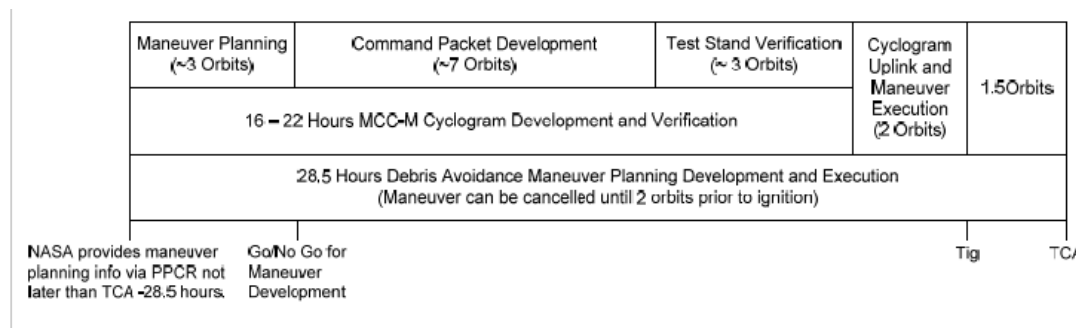 Maneuver Planning
(~3 Orbits)
Command Packet Development
(~7 Orbits)
Test Stand Verification
(~ 3 Orbits)
Cyclogram
Uplink and
Maneuver
Execution
(2 Orbits)
1.5Orbits
16 – 22 Hours MCC-M Cyclogram Development and Verification
28.5 Hours Debris Avoidance Maneuver Planning Development and Execution
(Maneuver can be cancelled until 2 orbits prior to ignition)
NASA provides maneuver
planning info via PPCR not
later than TCA -28.5 hours.
Go/No Go for
Maneuver
Development
Tig
TCA